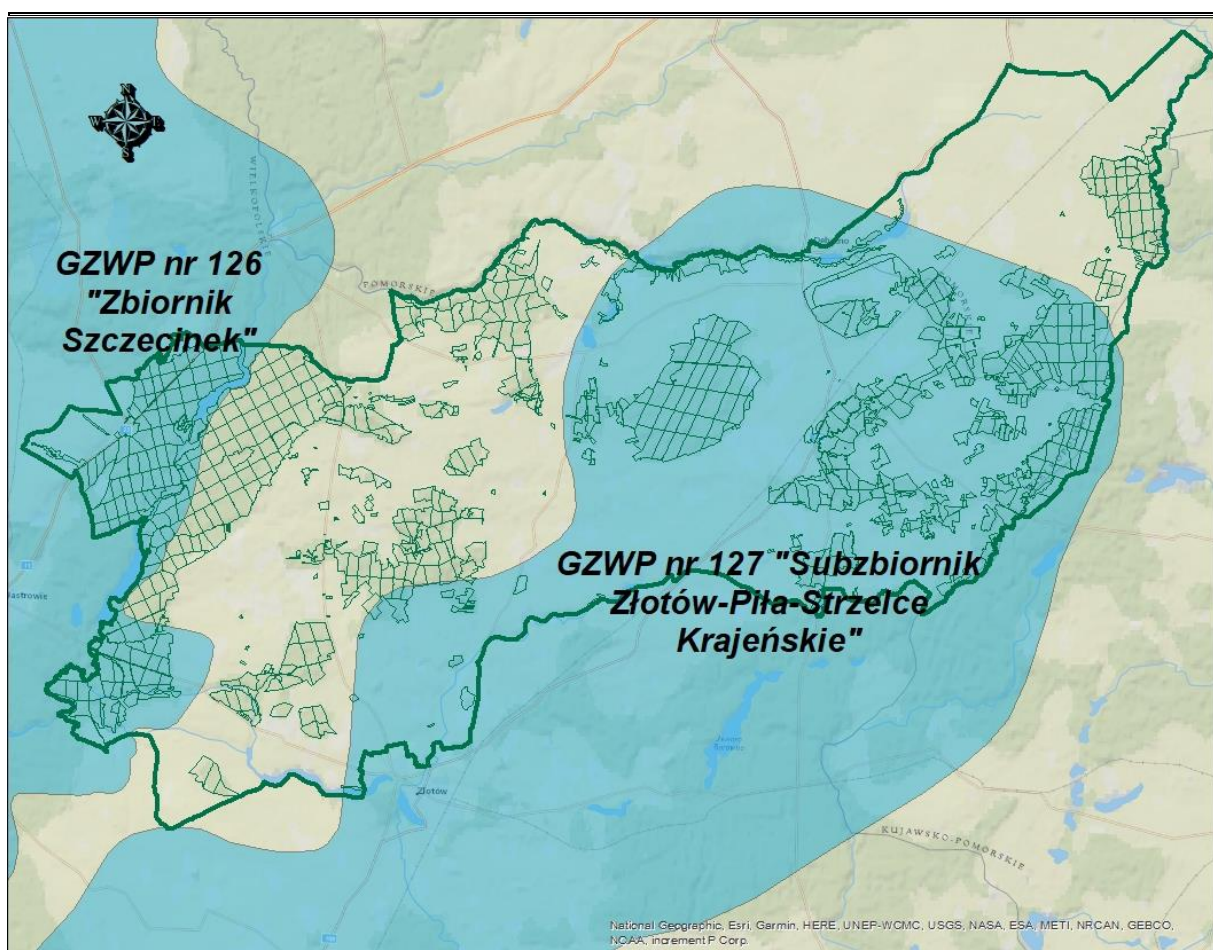 N
S
WIELKOPOLSKIE
GZWP nr 126
"Zbiornik
Szczecinek"
POMORSKIE
GZWP nr 127 "Subzbiornik
Złotów-Piła-Strzelce
Krajeńskie"
Złotów
KUJAWSKO-POMORSKIE
National Geographic, Esri, Garmin, HERE, UNEP-WCMC, USGS, NASA, ESA, METI, NRCAN, GEBCO,
NOAA, increment P Corp.